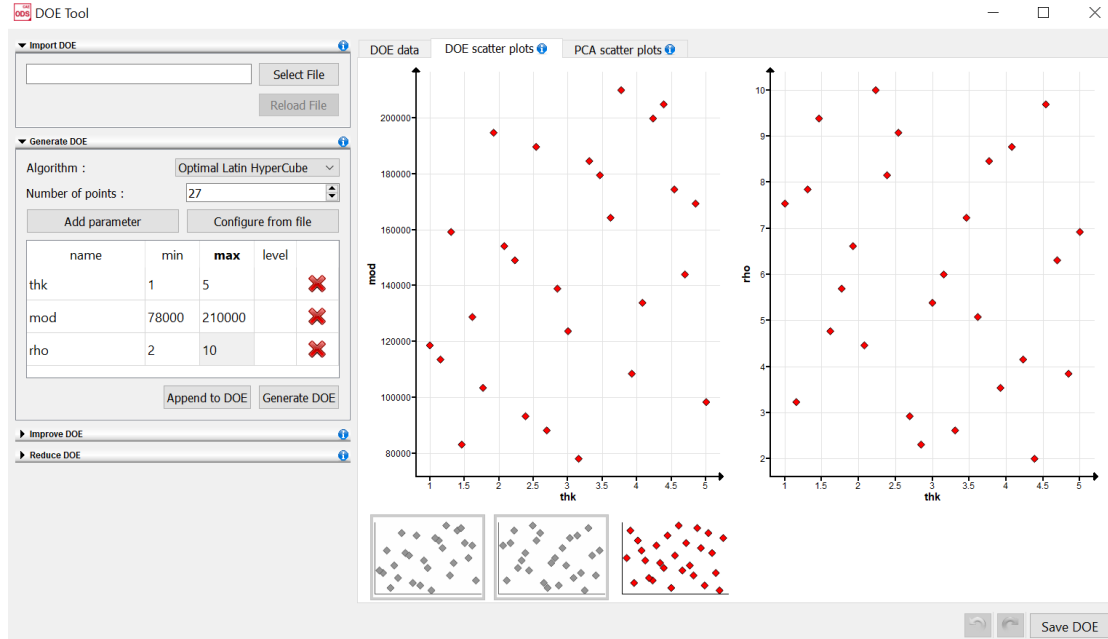 CAE
ODS
DOE Tool
Import DOE
Select File
Reload File
Generate DOE
Algorithm :
Optimal Latin HyperCube
Number of points :
27
Add parameter
Configure from file
name min max level
thk 1 5
mod 78000 210000
rho 2 10
Append to DOE
Generate DOE
Improve DOE
Reduce DOE
DOE data
DOE scatter plots
PCA scatter plots
mod
200000
180000
160000
140000
120000
100000
80000
1 1.5 2 2.5 3 3.5 4 4.5 5
thk
rho
10
9
8
7
6
5
4
3
2
1 1.5 2 2.5 3 3.5 4 4.5 5
thk
Save DOE